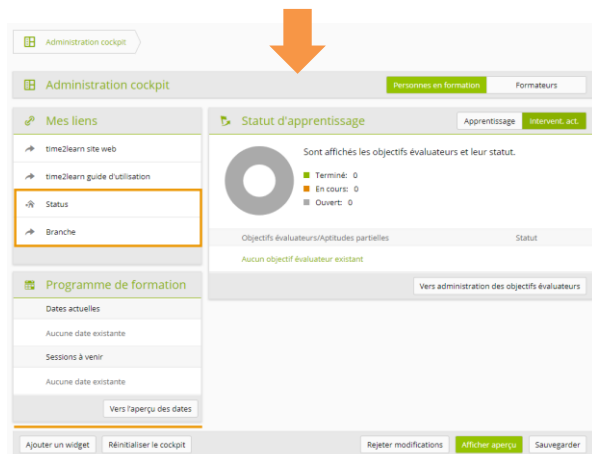 Administration cockpit
Administration cockpit
Personnes en formation
Formateurs
Mes liens
time2learn site web
time2learn guide d'utilisation
Status
Branche
Statut d'apprentissage
Apprentissage
Intervent. act.
Sont affichés les objectifs évaluateurs et leur statut.
Terminé: 0
En cours: 0
Ouvert: 0
Objectifs évaluateurs/Aptitudes partielles
Statut
Aucun objectif évaluateur existant
Vers administration des objectifs évaluateurs
Programme de formation
Dates actuelles
Aucune date existante
Sessions à venir
Aucune date existante
Vers l'aperçu des dates
Ajouter un widget
Réinitialiser le cockpit
Rejeter modifications
Afficher aperçu
Sauvegarder